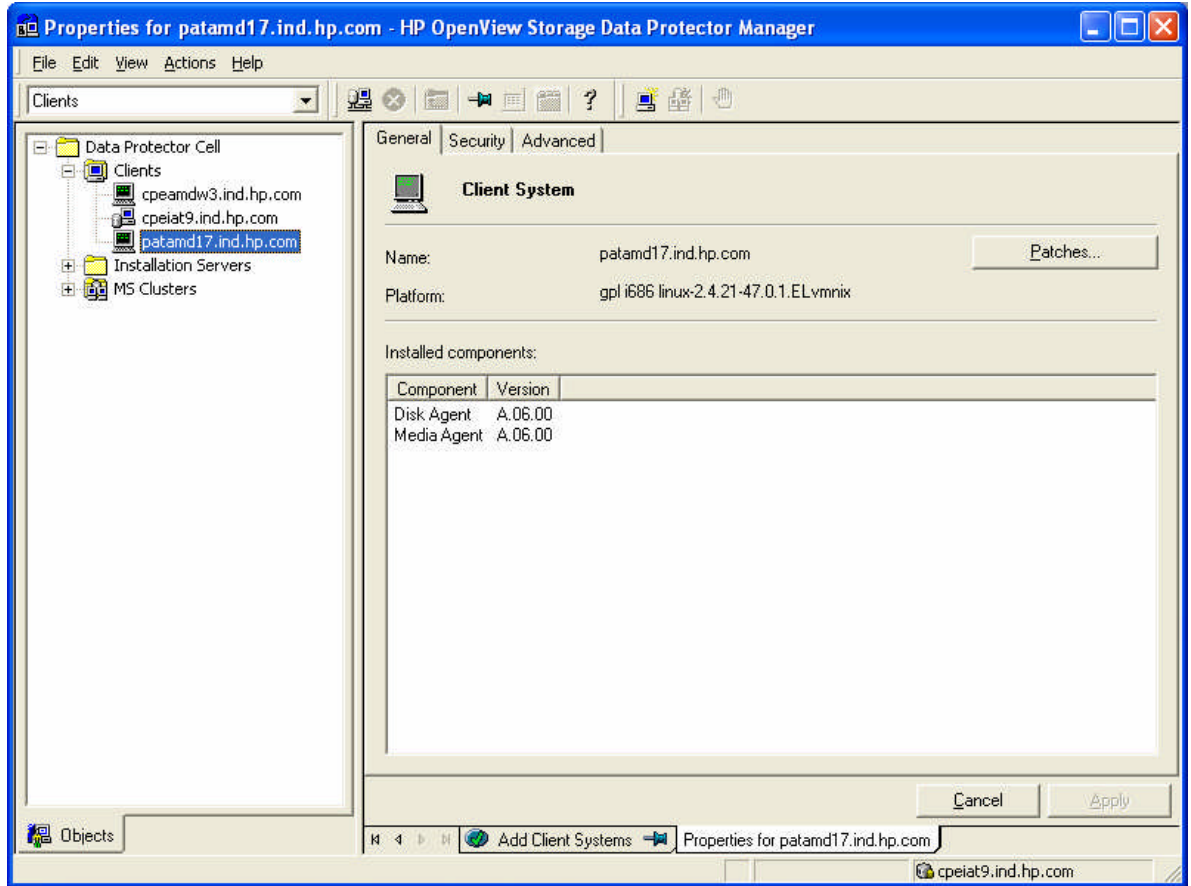 Properties for patamd17.ind.hp.com - HP OpenView Storage Data Protector Manager
File Edit View Actions Help
Clients
Data Protector Cell
Clients
cpeamdw3.ind.hp.com
cpeiat9.ind.hp.com
patamd17.ind.hp.com
Installation Servers
MS Clusters
Objects
General Security Advanced
Client System
Name: patamd17.ind.hp.com Patches...
Platform: gpl i686 linux-2.4.21-47.0.1.ELvmnix
Installed components:
Component Version
Disk Agent A.06.00
Media Agent A.06.00
Cancel Apply
Add Client Systems Properties for patamd17.ind.hp.com
cpeiat9.ind.hp.com